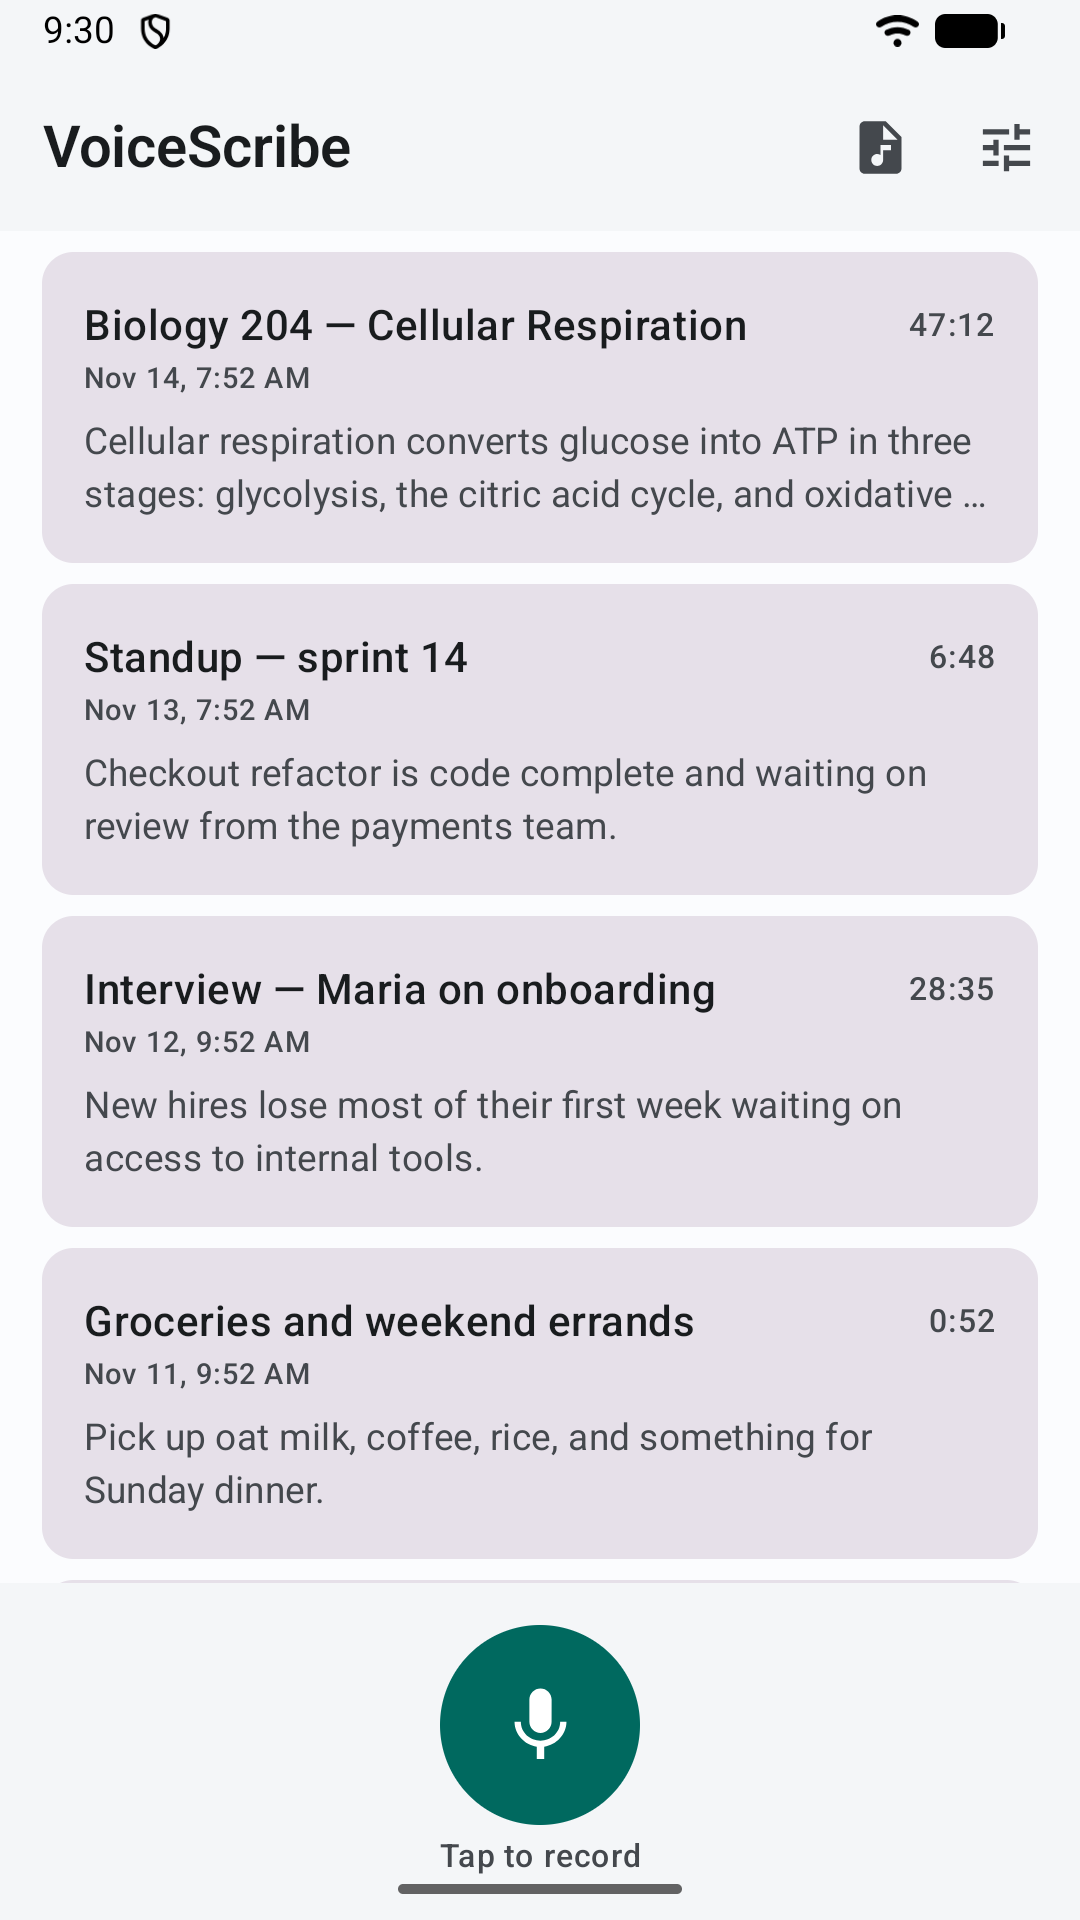 9:30
VoiceScribe
Biology 204 — Cellular Respiration
47:12
Nov 14, 7:52 AM
Cellular respiration converts glucose into ATP in three
stages: glycolysis, the citric acid cycle, and oxidative …
Standup — sprint 14
6:48
Nov 13, 7:52 AM
Checkout refactor is code complete and waiting on
review from the payments team.
Interview — Maria on onboarding
28:35
Nov 12, 9:52 AM
New hires lose most of their first week waiting on
access to internal tools.
Groceries and weekend errands
0:52
Nov 11, 9:52 AM
Pick up oat milk, coffee, rice, and something for
Sunday dinner.
Tap to record